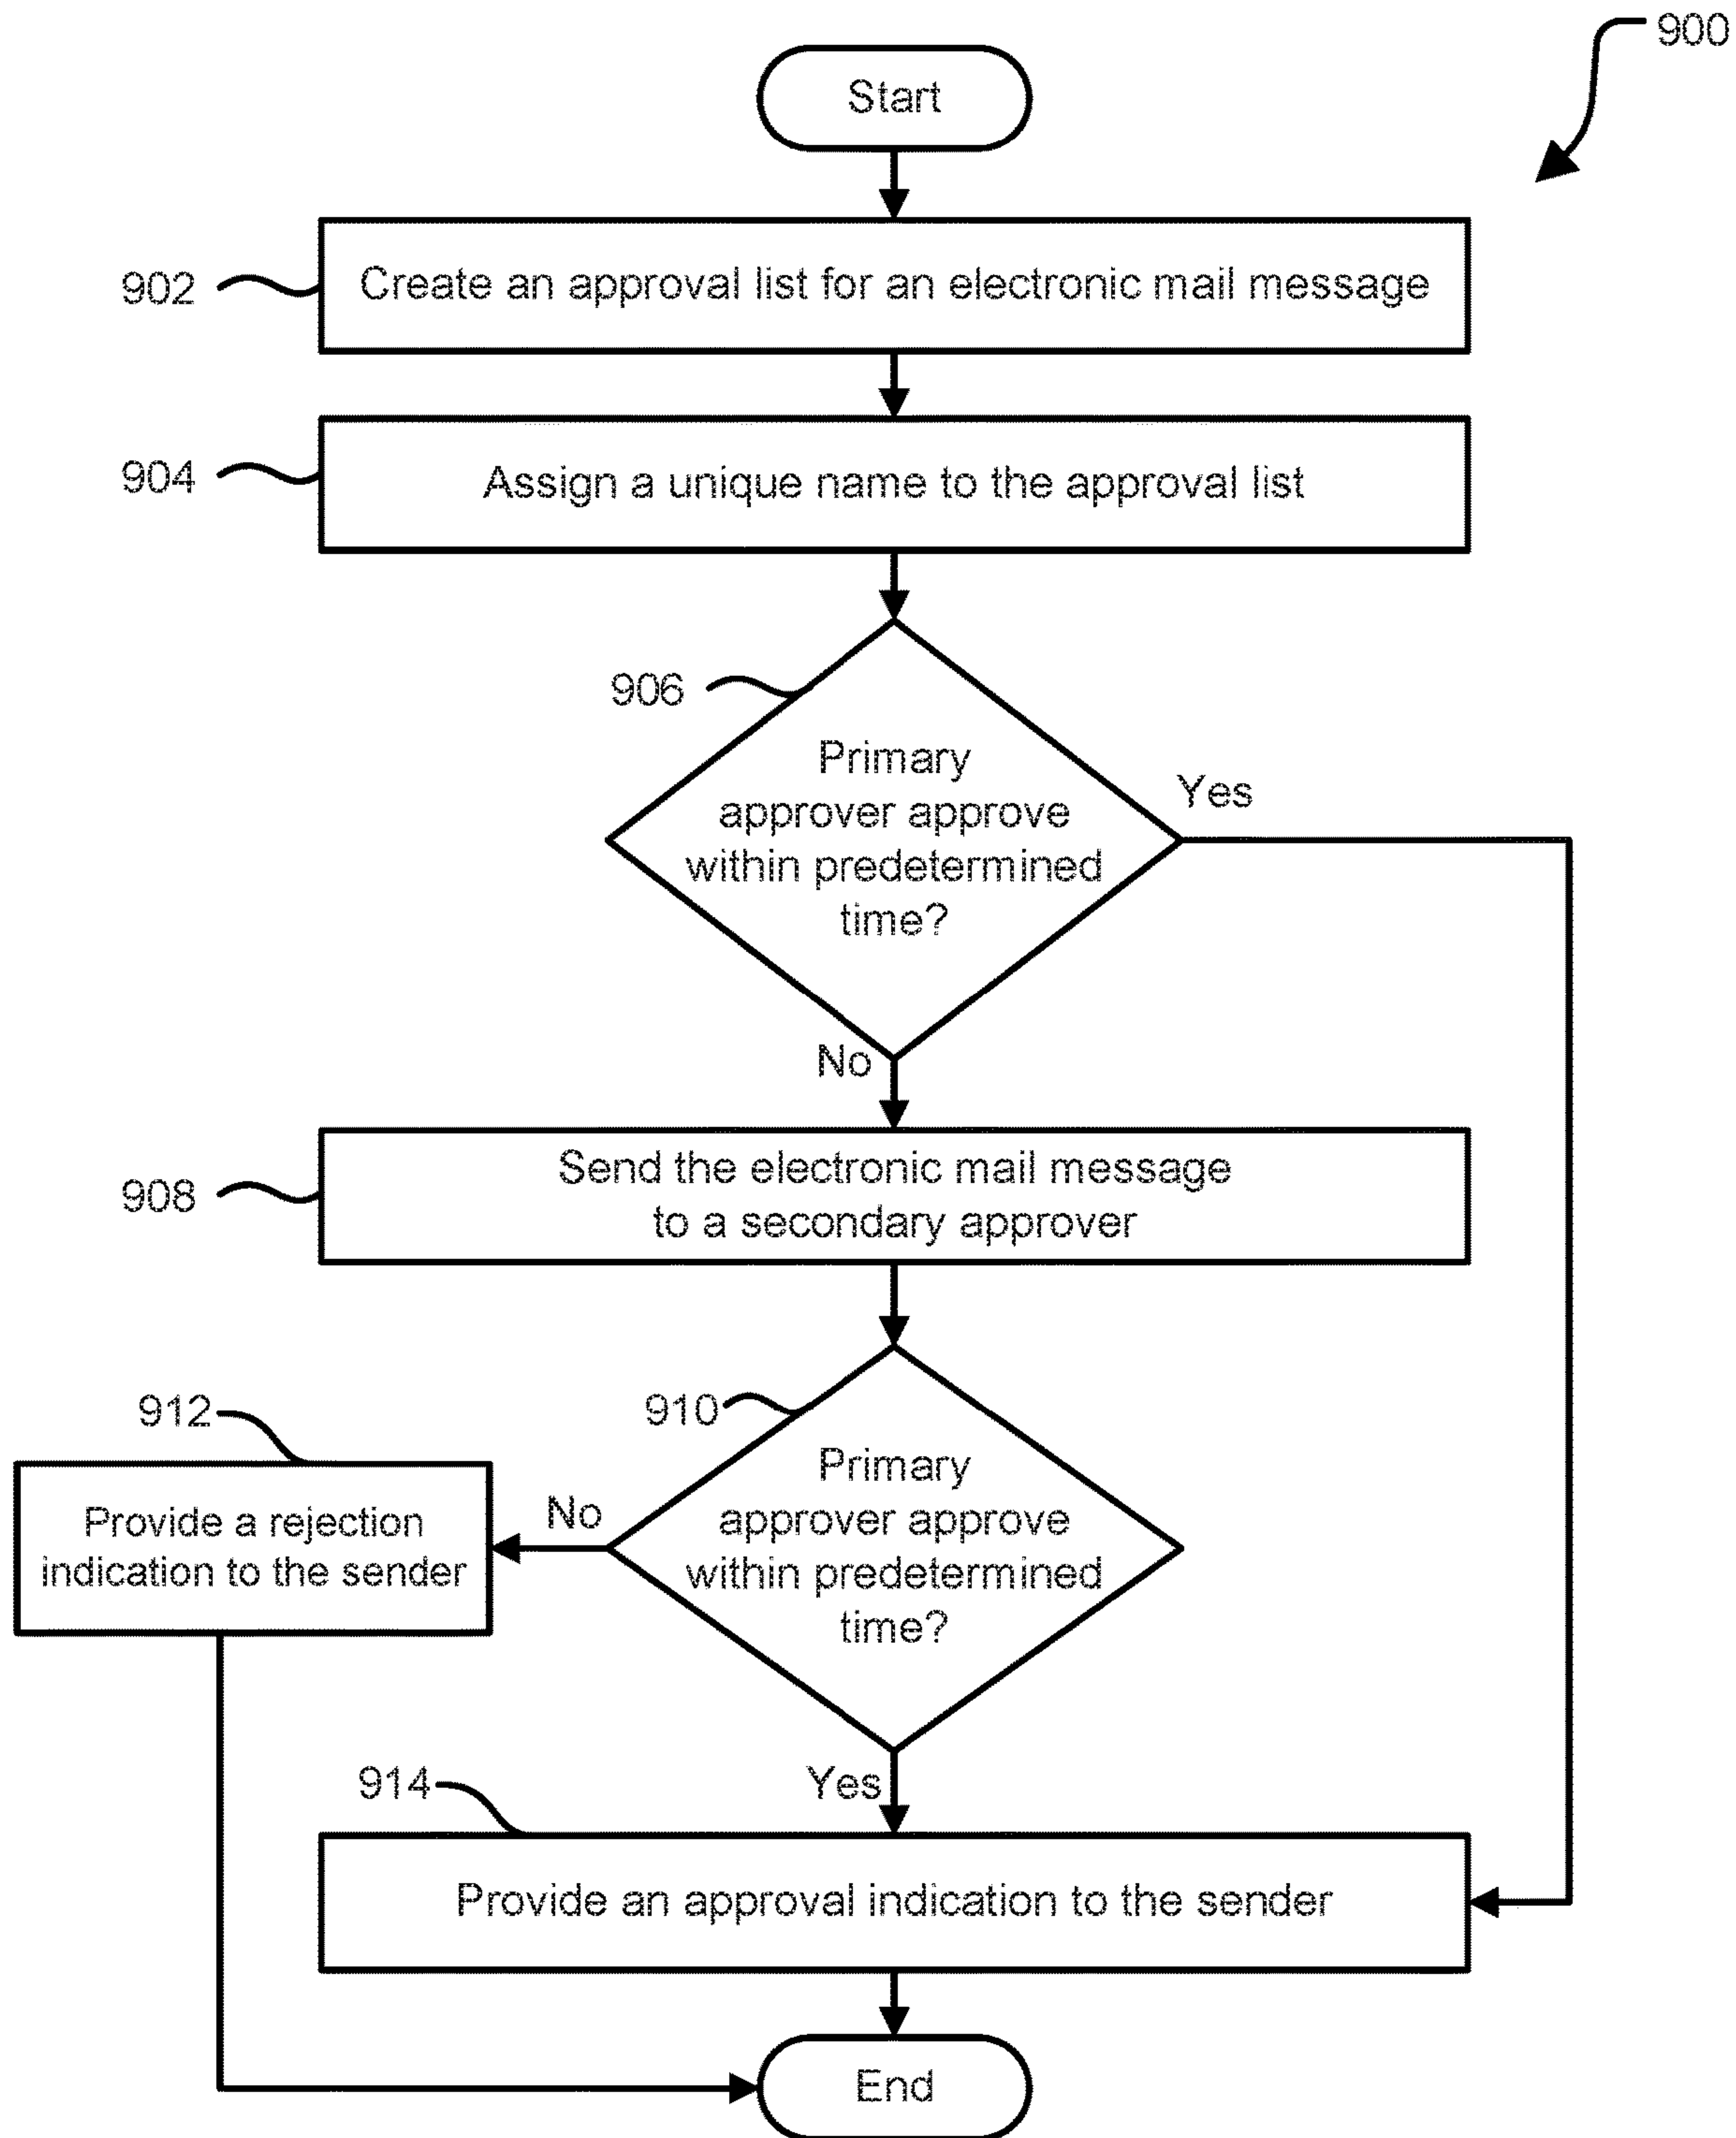 900
Start
902
Create an approval list for an electronic mail message
904
Assign a unique name to the approval list
906
Primary
approver approve
within predetermined
time?
Yes
No
908
Send the electronic mail message
to a secondary approver
910
Primary
approver approve
within predetermined
time?
912
No
Provide a rejection
indication to the sender
Yes
914
Provide an approval indication to the sender
End